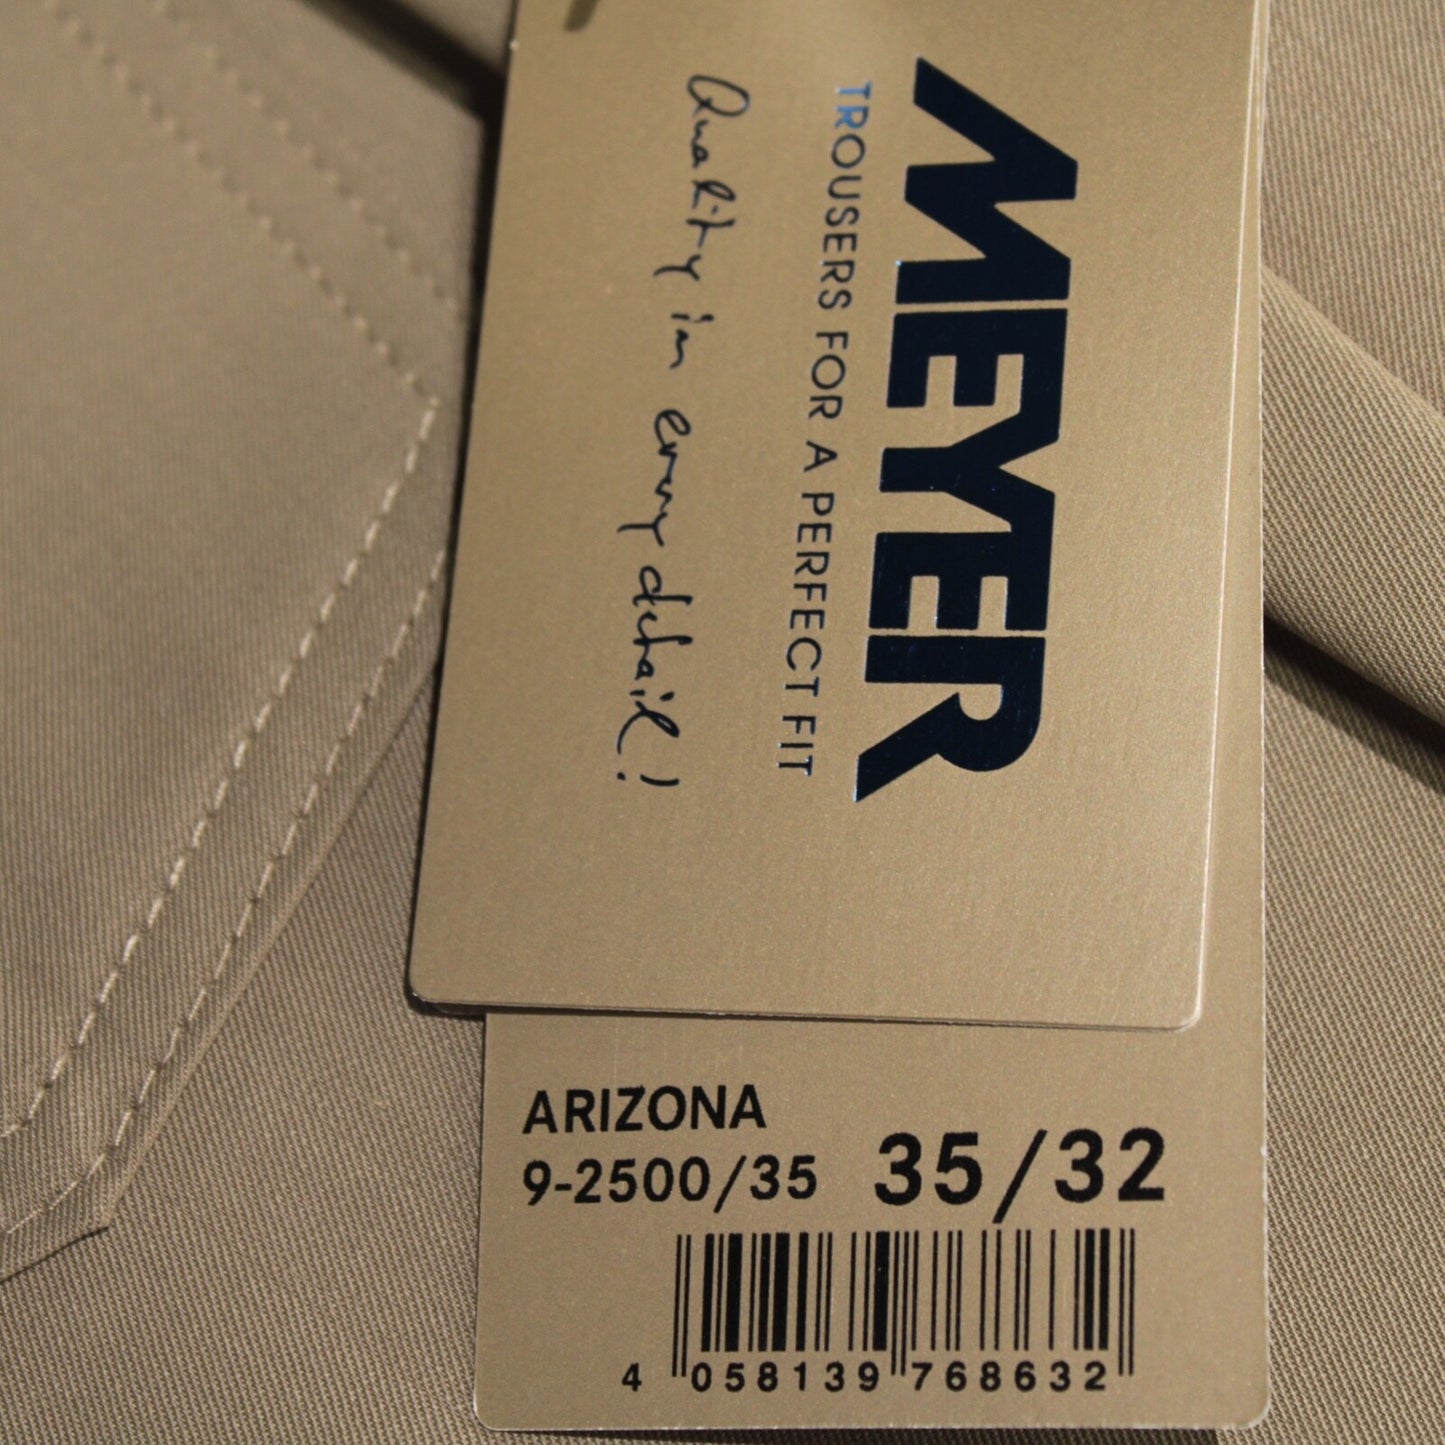 MEYER
TROUSERS FOR A PERFECT FIT
Quality in every detail!
ARIZONA
9-2500/35 35/32
4 058139 768632